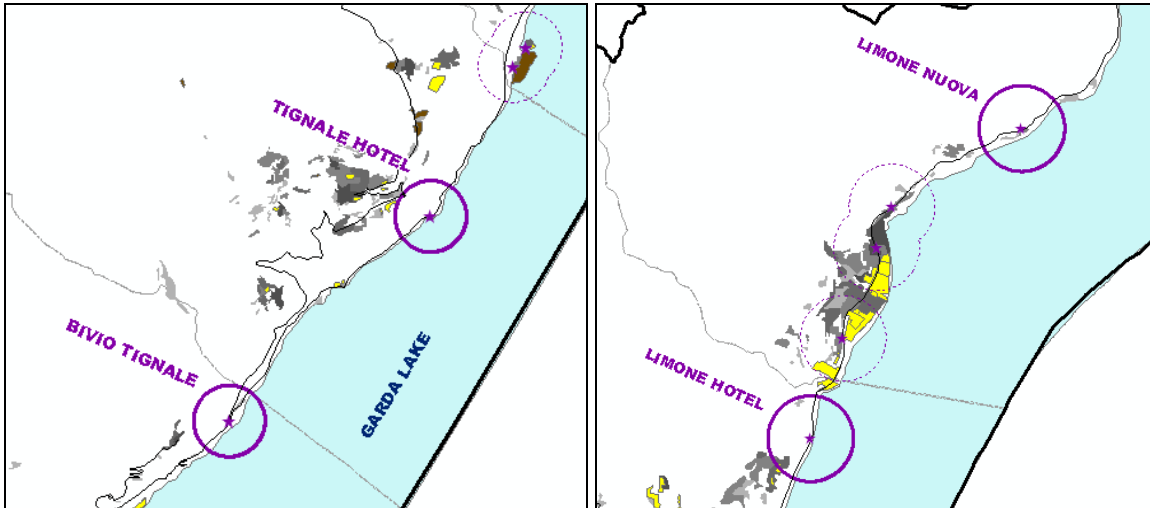 TIGNALE HOTEL
BIVIO TIGNALE
GARDA LAKE
LIMONE NUOVA
LIMONE HOTEL